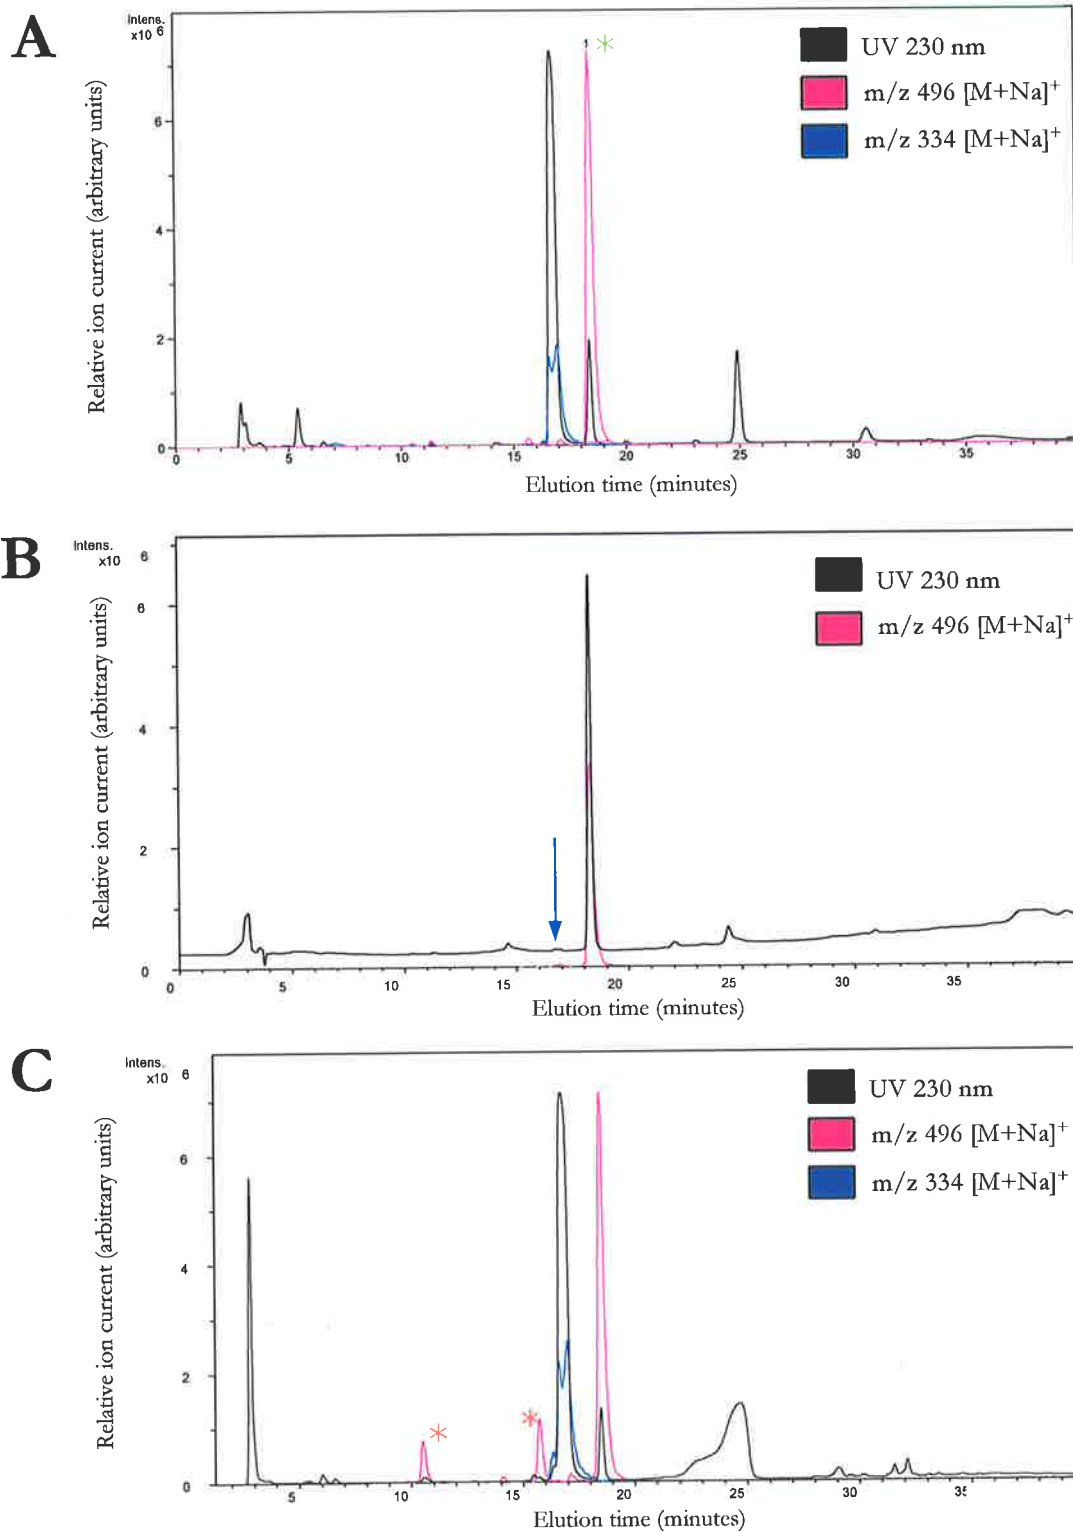 A
Intens.
x10 6
UV 230 nm
m/z 496 [M+Na]+
m/z 334 [M+Na]+
1 *
6
4
2
0
Relative ion current (arbitrary units)
0 5 10 15 20 25 30 35
Elution time (minutes)
B
Intens.
x10 6
UV 230 nm
m/z 496 [M+Na]+
6
4
2
0
Relative ion current (arbitrary units)
0 5 10 15 20 25 30 35
Elution time (minutes)
C
Intens.
x10 6
UV 230 nm
m/z 496 [M+Na]+
m/z 334 [M+Na]+
6
4
2
0
Relative ion current (arbitrary units)
* *
0 5 10 15 20 25 30 35
Elution time (minutes)